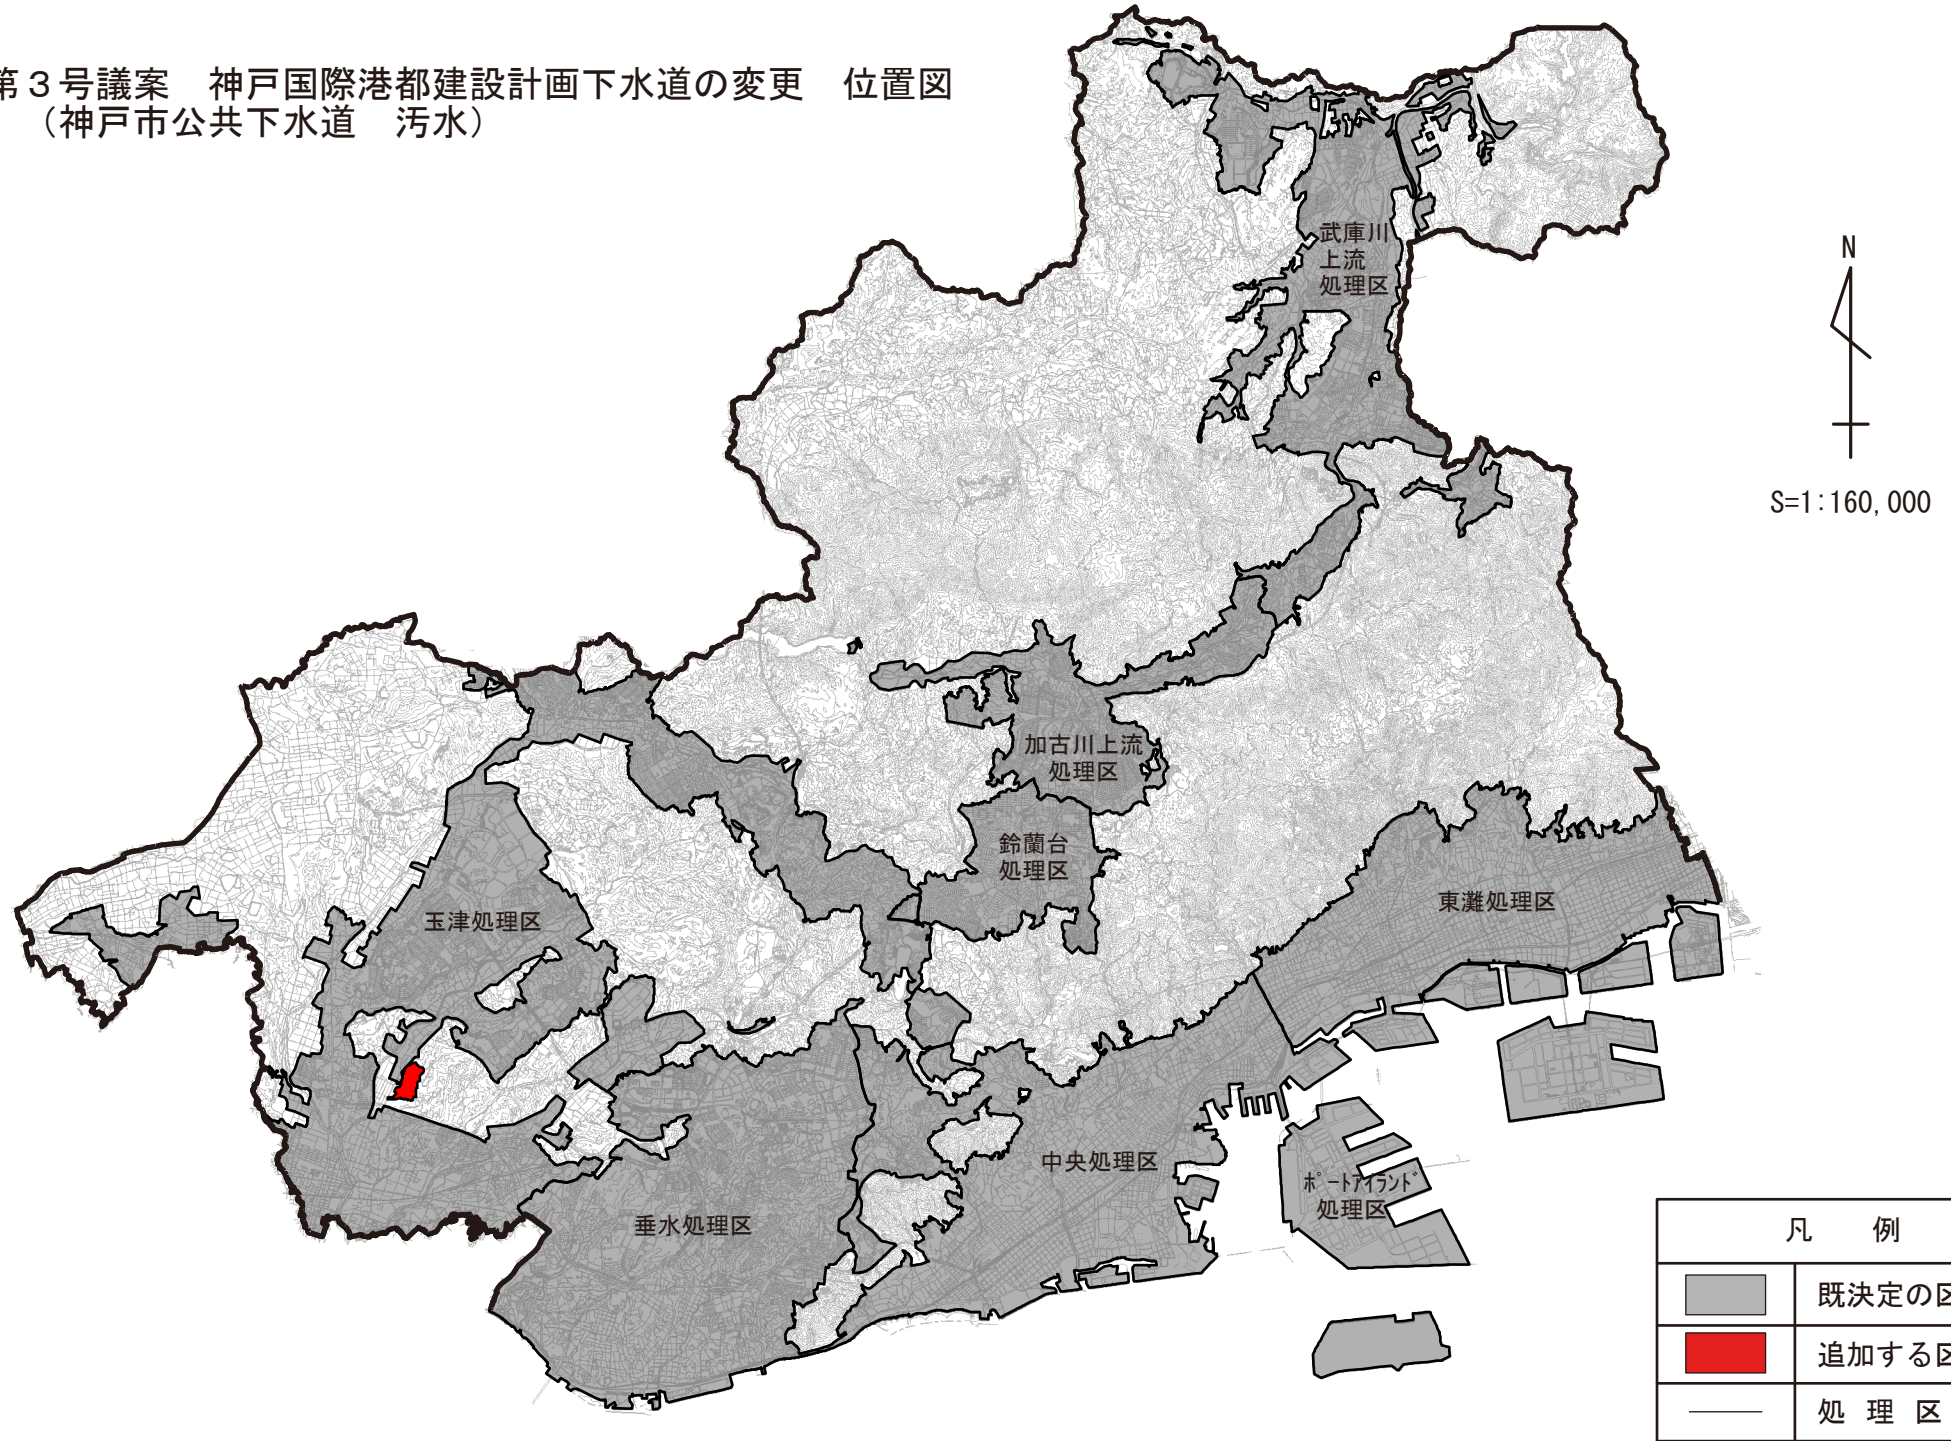 第３号議案　神戸国際港都建設計画下水道の変更　位置図
（神戸市公共下水道　汚水）
N
S=1:160,000
武庫川
上流
処理区
加古川上流
処理区
鈴蘭台
処理区
東灘処理区
玉津処理区
中央処理区
ﾎﾟｰﾄｱｲﾗﾝﾄﾞ
処理区
垂水処理区
凡　例
既決定の区
追加する区
処 理 区